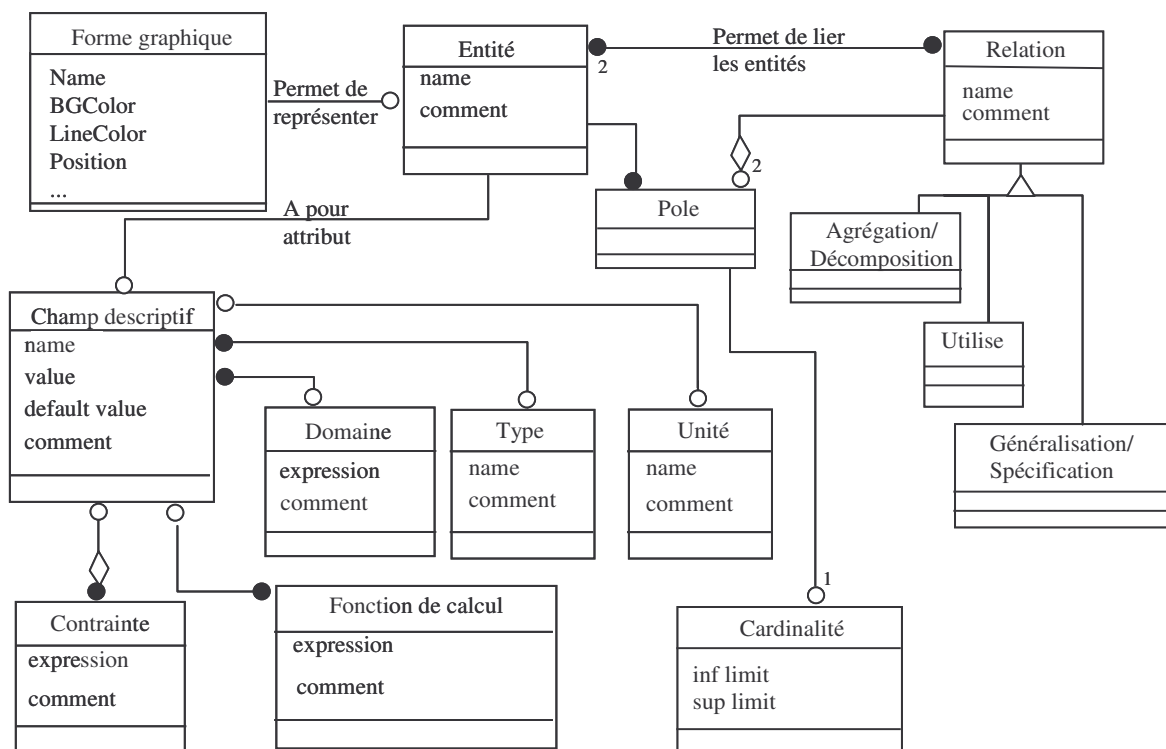 Forme graphique
Name
BGColor
LineColor
Position
...
Permet de
représenter
Entité
name
comment
2
Permet de lier
les entités
Relation
name
comment
2
Pole
A pour
attribut
Agrégation/
Décomposition
Utilise
Généralisation/
Spécification
Champ descriptif
name
value
default value
comment
Domaine
expression
comment
Type
name
comment
Unité
name
comment
1
Contrainte
expression
comment
Fonction de calcul
expression
comment
Cardinalité
inf limit
sup limit